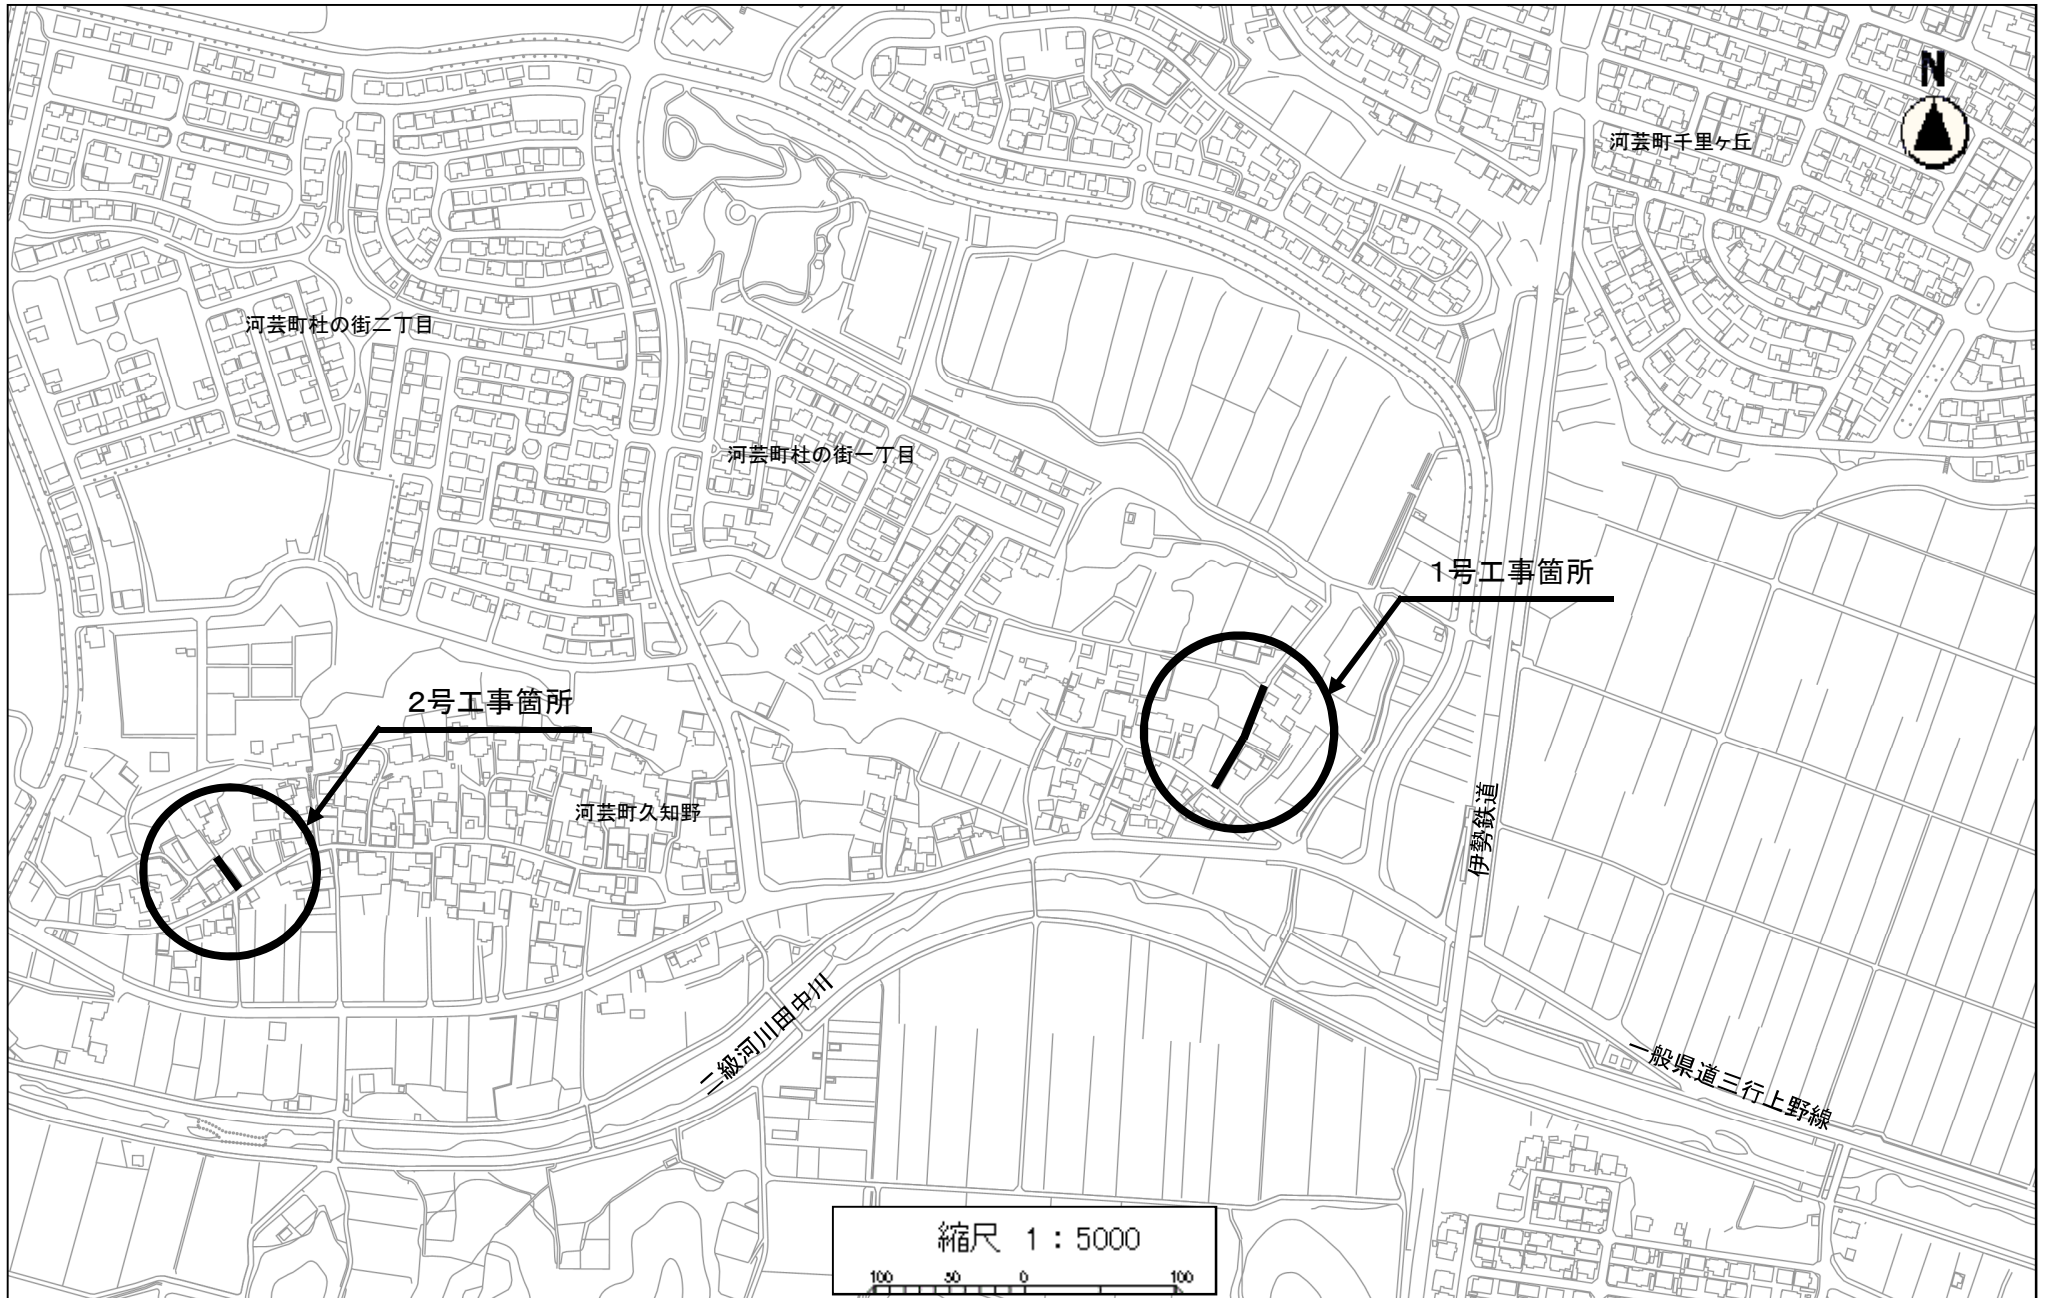 N
河芸町千里ヶ丘
河芸町杜の街二丁目
河芸町杜の街一丁目
1号工事箇所
2号工事箇所
河芸町久知野
伊勢鉄道
二級河川田中川
一般県道三行上野線
縮尺 1:5000
100 50 0 100